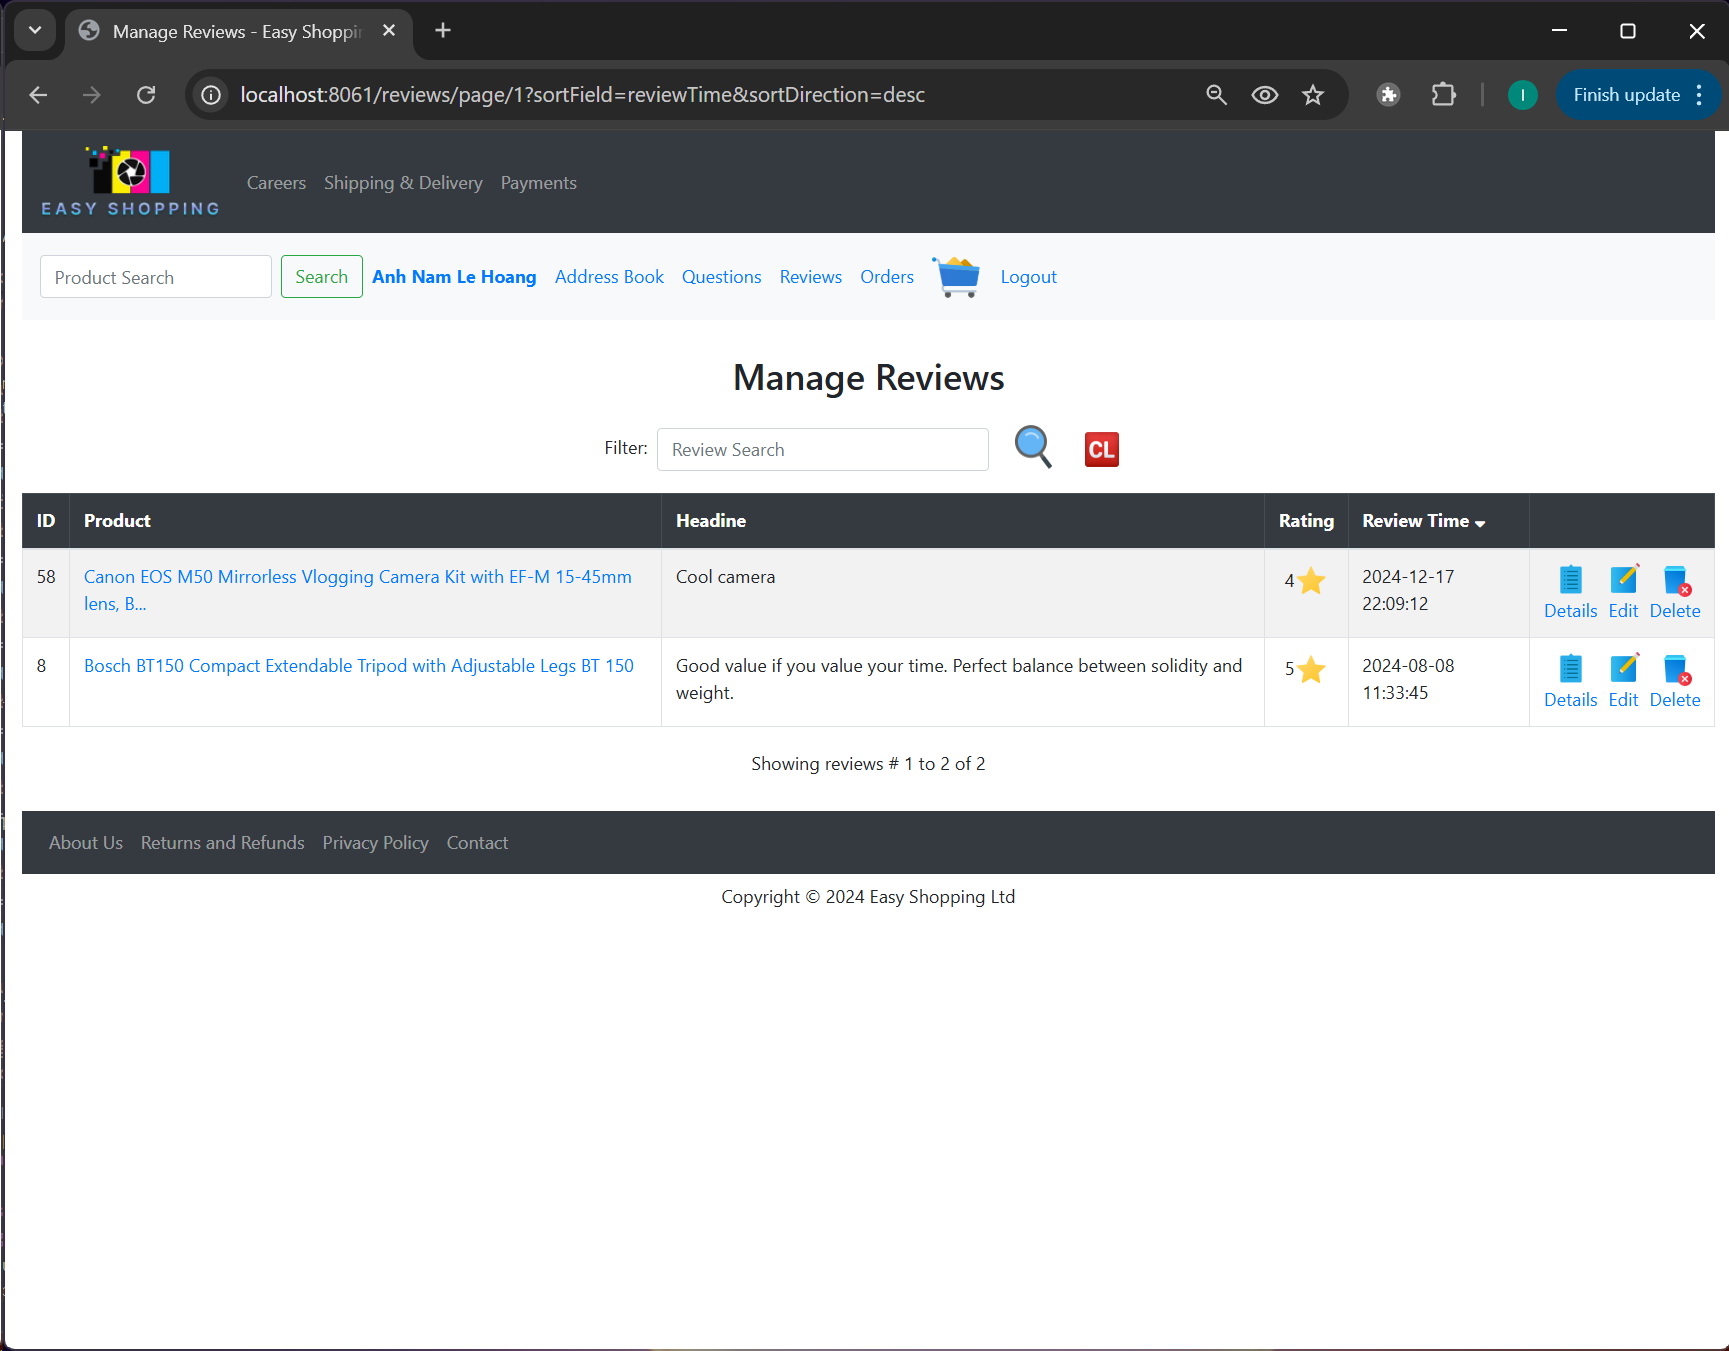 Manage Reviews - Easy Shoppin
localhost:8061/reviews/page/1?sortField=reviewTime&sortDirection=desc
I
Finish update
EASY SHOPPING
Careers Shipping & Delivery Payments
Product Search Search Anh Nam Le Hoang Address Book Questions Reviews Orders Logout
Manage Reviews
Filter: Review Search CL
ID Product Headine Rating Review Time
58 Canon EOS M50 Mirrorless Vlogging Camera Kit with EF-M 15-45mm Cool camera 4 2024-12-17
lens, B... 22:09:12 Details Edit Delete
8 Bosch BT150 Compact Extendable Tripod with Adjustable Legs BT 150 Good value if you value your time. Perfect balance between solidity and 5 2024-08-08
weight. 11:33:45 Details Edit Delete
Showing reviews # 1 to 2 of 2
About Us Returns and Refunds Privacy Policy Contact
Copyright © 2024 Easy Shopping Ltd